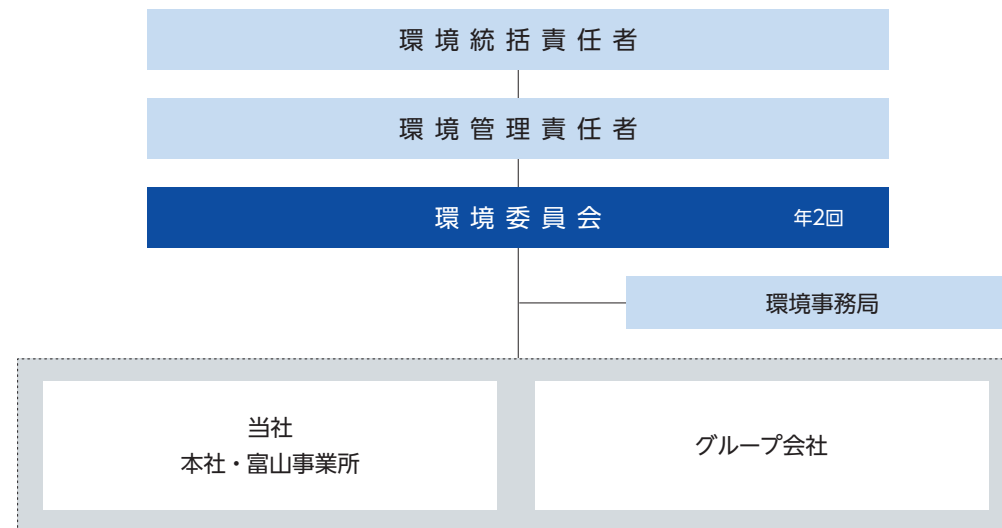 環境統括責任者
環境管理責任者
環境委員会 年2回
環境事務局
当社
本社・富山事業所
グループ会社